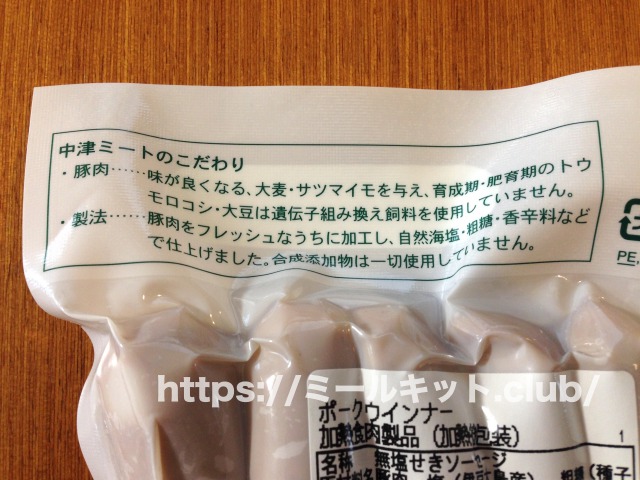 中津ミートのこだわり
・豚肉……味が良くなる、大麦・サツマイモを与え、育成期・肥育期のトウ
モロコシ・大豆は遺伝子組み換え飼料を使用していません。
・製法……豚肉をフレッシュなうちに加工し、自然海塩・粗糖・香辛料など
で仕上げました。合成添加物は一切使用していません。
PE,
https://ミールキット.club/
ポークウインナー
加熱食肉製品（加熱後包装） 1
名称 無塩せきソーセージ